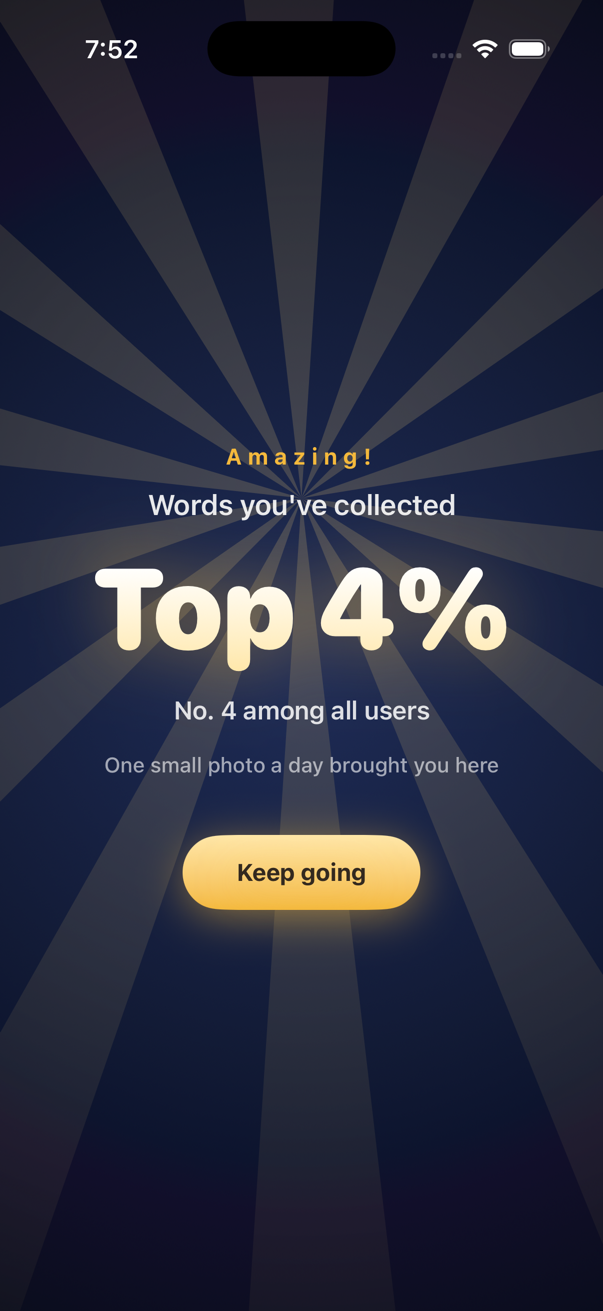 7:52
Amazing!
Words you've collected
Top 4%
No. 4 among all users
One small photo a day brought you here
Keep going